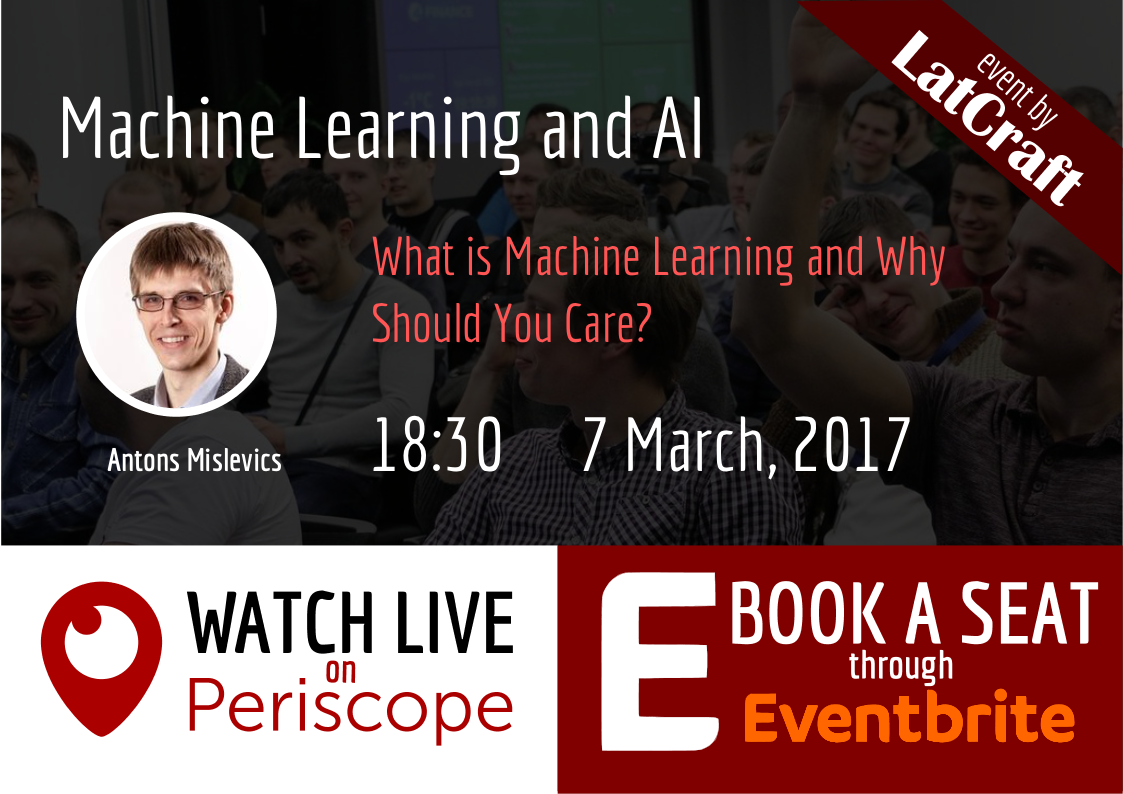 event by
LatCraft
Machine Learning and AI
What is Machine Learning and Why
Should You Care?
Antons Mislevics
18:30 7 March, 2017
WATCH LIVE
on
Periscope
E
BOOK A SEAT
through
Eventbrite